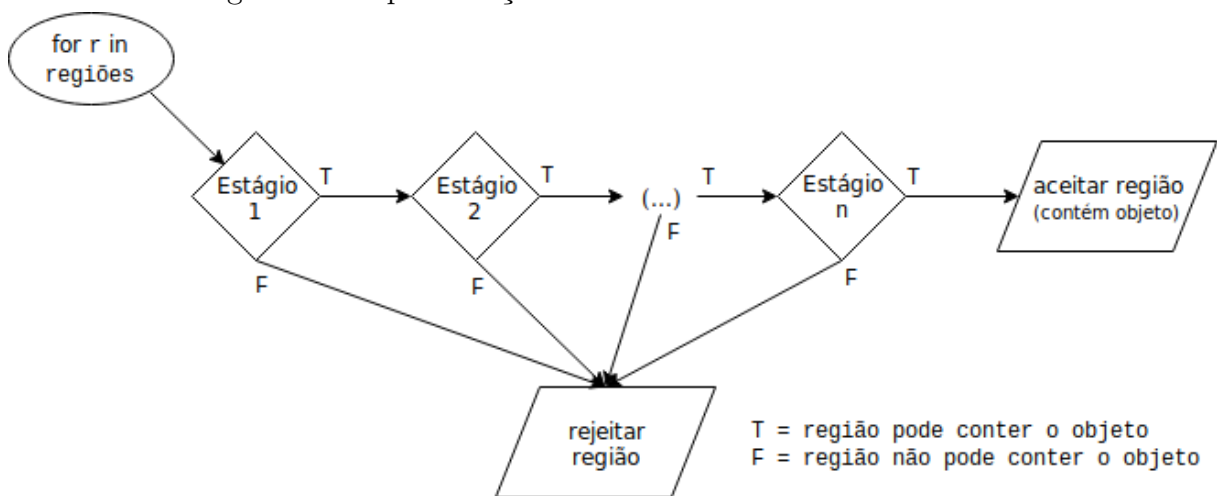 for r in
regiões
Estágio
1
T
F
Estágio
2
T
F
(...)
T
F
Estágio
n
T
F
aceitar região
(contém objeto)
rejeitar
região
T = região pode conter o objeto
F = região não pode conter o objeto